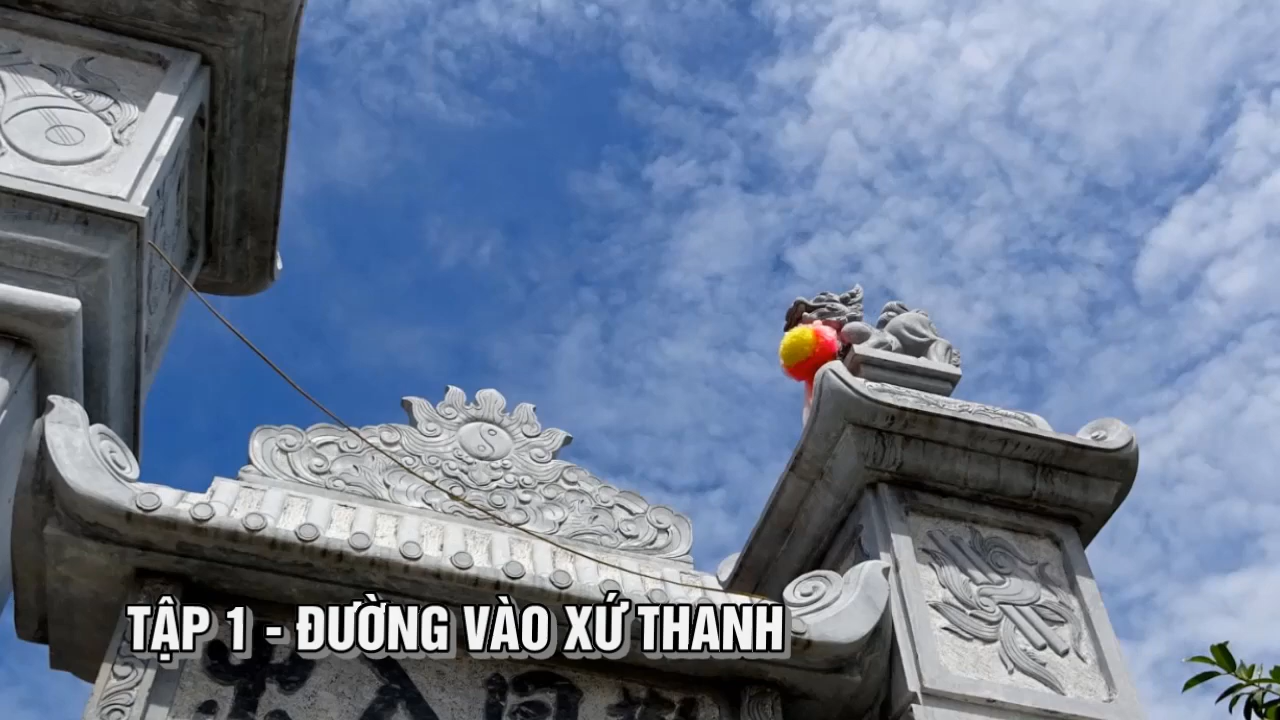 TẬP 1 - ĐƯỜNG VÀO XỨ THANH